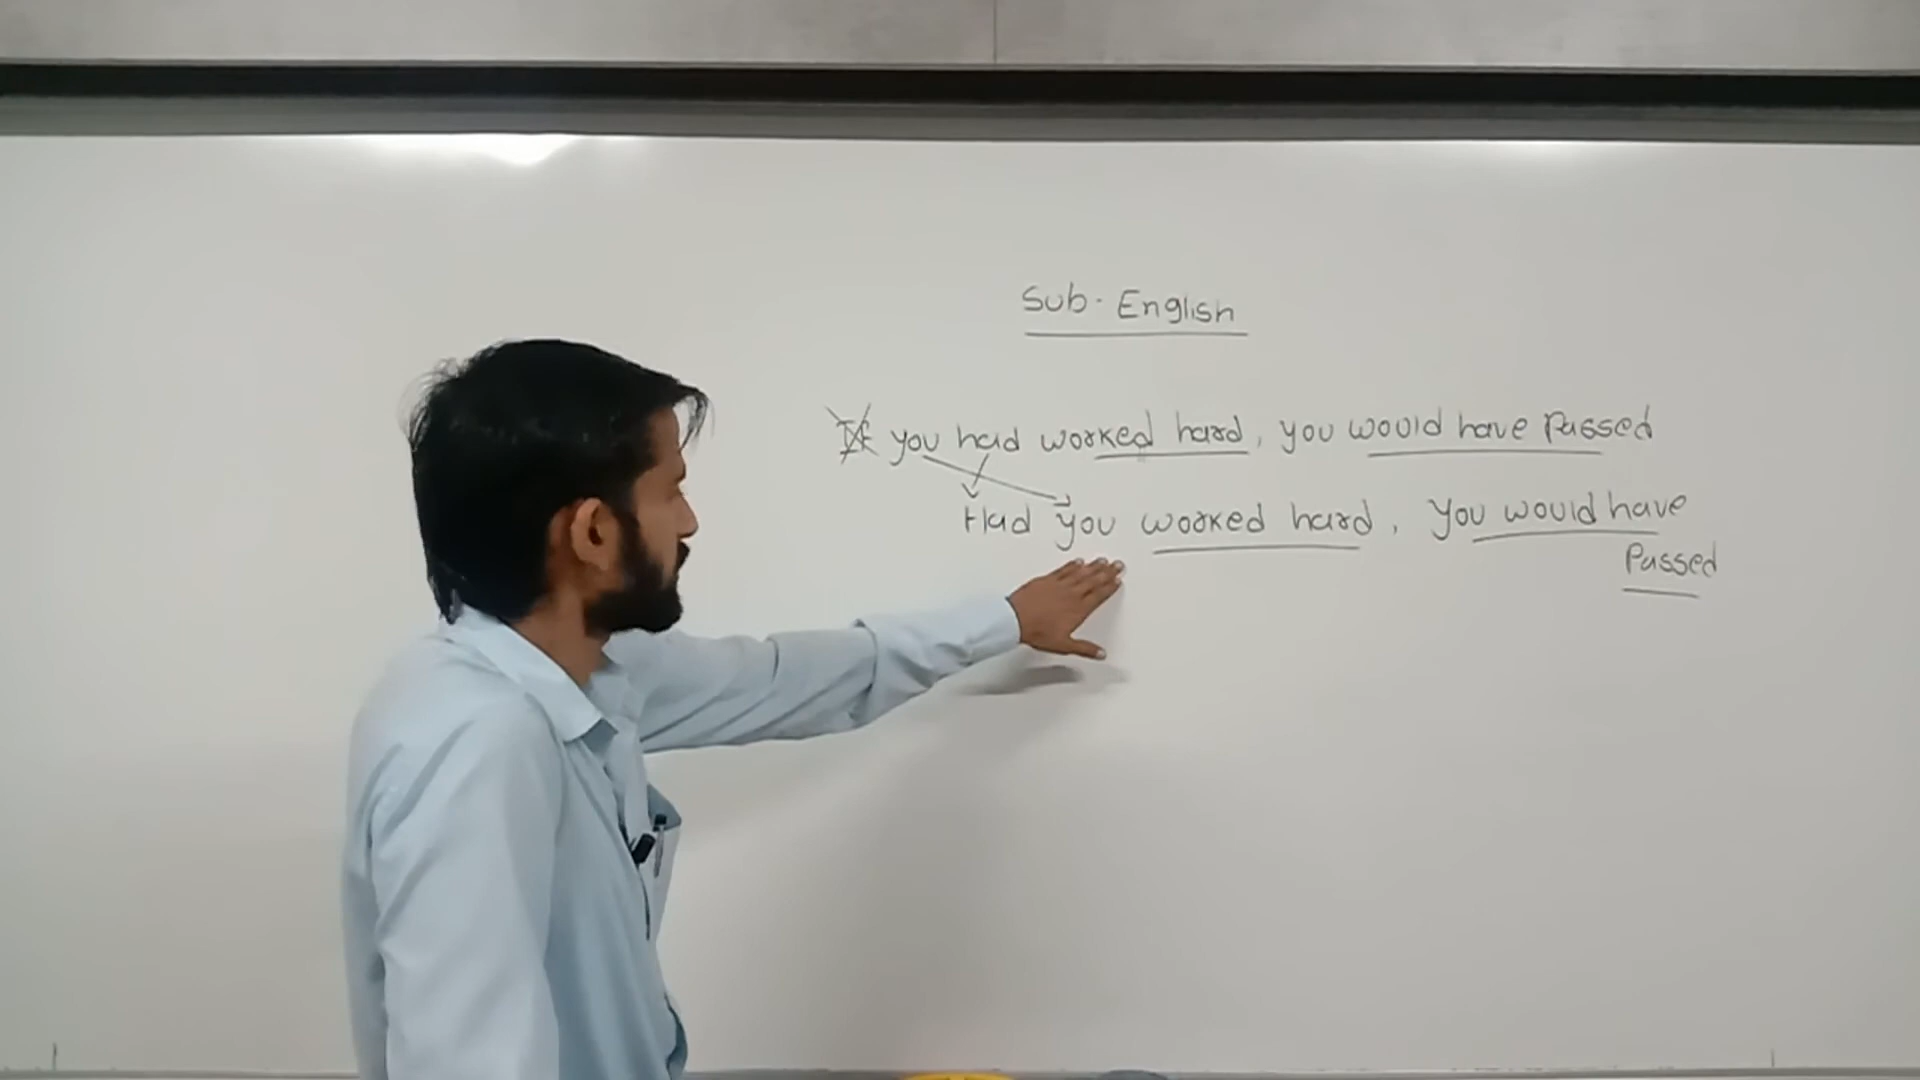 Sub. English
If you had worked hard, you would have Passed
Had you worked hard, you would have
Passed